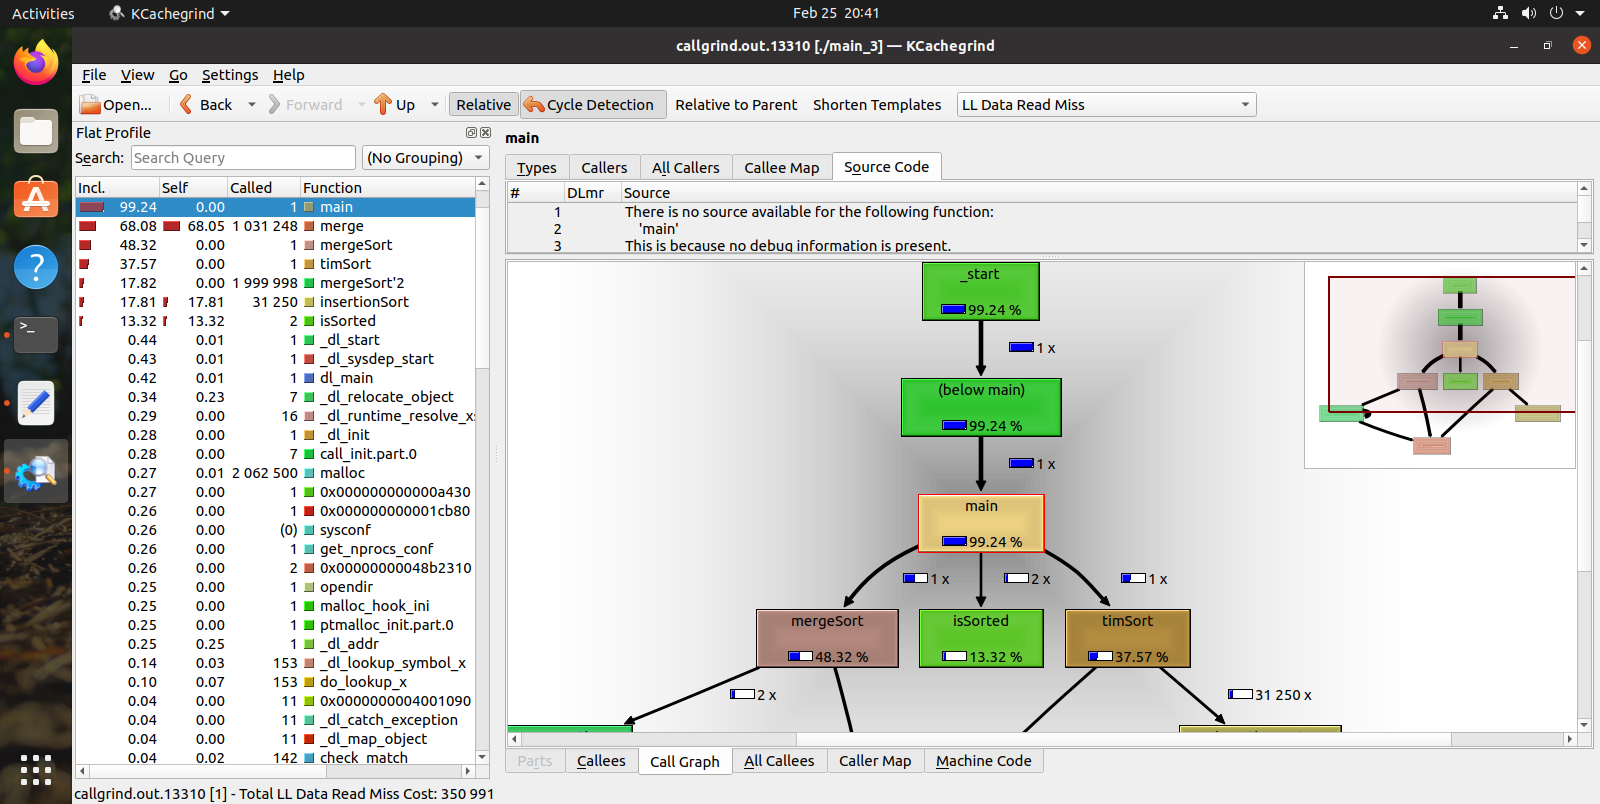 Activities KCachegrind Feb 25 20:41
callgrind.out.13310 [./main_3] — KCachegrind
File View Go Settings Help
Open... Back Forward Up Relative Cycle Detection Relative to Parent Shorten Templates LL Data Read Miss
Flat Profile
Search: Search Query (No Grouping)
Incl. Self Called Function
99.24 0.00 1 main
68.08 68.05 1 031 248 merge
48.32 0.00 1 mergeSort
37.57 0.00 1 timSort
17.82 0.00 1 999 998 mergeSort'2
17.81 17.81 31 250 insertionSort
13.32 13.32 2 isSorted
0.44 0.01 1 _dl_start
0.43 0.01 1 _dl_sysdep_start
0.42 0.01 1 dl_main
0.34 0.23 7 _dl_relocate_object
0.29 0.00 16 _dl_runtime_resolve_xs
0.28 0.00 1 _dl_init
0.28 0.00 7 call_init.part.0
0.27 0.01 2 062 500 malloc
0.27 0.00 1 0x000000000000a430
0.26 0.00 1 0x000000000001cb80
0.26 0.00 (0) sysconf
0.26 0.00 1 get_nprocs_conf
0.26 0.00 2 0x00000000048b2310
0.25 0.00 1 opendir
0.25 0.00 1 malloc_hook_ini
0.25 0.00 1 ptmalloc_init.part.0
0.25 0.25 1 _dl_addr
0.14 0.03 153 _dl_lookup_symbol_x
0.10 0.07 153 do_lookup_x
0.04 0.00 11 0x0000000004001090
0.04 0.00 11 _dl_catch_exception
0.04 0.00 11 _dl_map_object
0.04 0.02 142 check_match
main
Types Callers All Callers Callee Map Source Code
# DLmr Source
1 There is no source available for the following function:
2 'main'
3 This is because no debug information is present.
_start
99.24 %
1 x
(below main)
99.24 %
1 x
main
99.24 %
1 x 2 x 1 x
mergeSort isSorted timSort
48.32 % 13.32 % 37.57 %
2 x 31 250 x
Parts Callees Call Graph All Callees Caller Map Machine Code
callgrind.out.13310 [1] - Total LL Data Read Miss Cost: 350 991